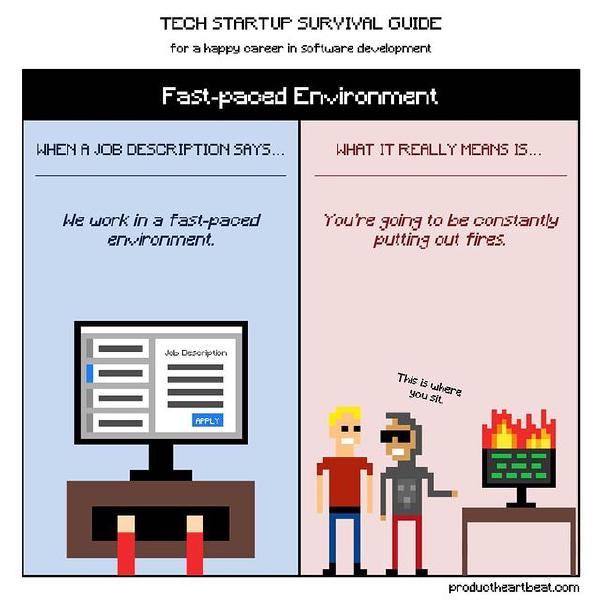 TECH STARTUP SURVIVAL GUIDE
for a happy career in software development
Fast-paced Environment
WHEN A JOB DESCRIPTION SAYS...
We work in a fast-paced
environment.
Job Description
APPLY
WHAT IT REALLY MEANS IS...
You're going to be constantly
putting out fires.
This is where
you sit.
productheartbeat.com